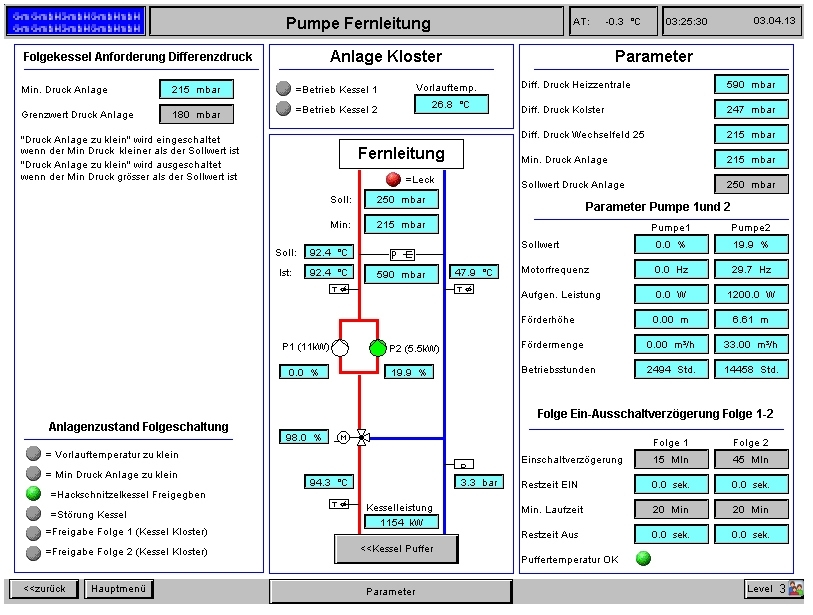 Pumpe Fernleitung
AT: -0.3 °C
03:25:30 03.04.13
Folgekessel Anforderung Differenzdruck
Min. Druck Anlage 215 mbar
Grenzwert Druck Anlage 180 mbar
"Druck Anlage zu klein" wird eingeschaltet
wenn der Min Druck kleiner als der Sollwert ist
"Druck Anlage zu klein" wird ausgeschaltet
wenn der Min Druck grösser als der Sollwert ist
Anlagenzustand Folgeschaltung
= Vorlauftemperatur zu klein
= Min Druck Anlage zu klein
=Hackschnitzelkessel Freigegben
= Störung Kessel
=Freigabe Folge 1 (Kessel Kloster)
=Freigabe Folge 2 (Kessel Kloster)
Anlage Kloster
=Betrieb Kessel 1
=Betrieb Kessel 2
Vorlauftemp.
26.8 °C
Fernleitung
=Leck
Soll: 250 mbar
Min: 215 mbar
Soll: 92.4 °C
P
Ist: 92.4 °C 590 mbar 47.9 °C
T T
P1 (11kW) P2 (5.5kW)
0.0 % 19.9 %
98.0 % M
P
94.3 °C 3.3 bar
T
Kesselleistung
1154 kW
<<Kessel Puffer
Parameter
Diff. Druck Heizzentrale 590 mbar
Diff. Druck Kolster 247 mbar
Diff. Druck Wechselfeld 25 215 mbar
Min. Druck Anlage 215 mbar
Sollwert Druck Anlage 250 mbar
Parameter Pumpe 1und 2
Pumpe1 Pumpe2
Sollwert 0.0 % 19.9 %
Motorfrequenz 0.0 Hz 29.7 Hz
Aufgen. Leistung 0.0 W 1200.0 W
Förderhöhe 0.00 m 6.61 m
Fördermenge 0.00 m³/h 33.00 m³/h
Betriebsstunden 2494 Std. 14458 Std.
Folge Ein-Ausschaltverzögerung Folge 1-2
Folge 1 Folge 2
Einschaltverzögerung 15 MIn 45 MIn
Restzeit EIN 0.0 sek. 0.0 sek.
Min. Laufzeit 20 Min 20 Min
Restzeit Aus 0.0 sek. 0.0 sek.
Puffertemperatur OK
<<zurück
Hauptmenü
Parameter
Level 3